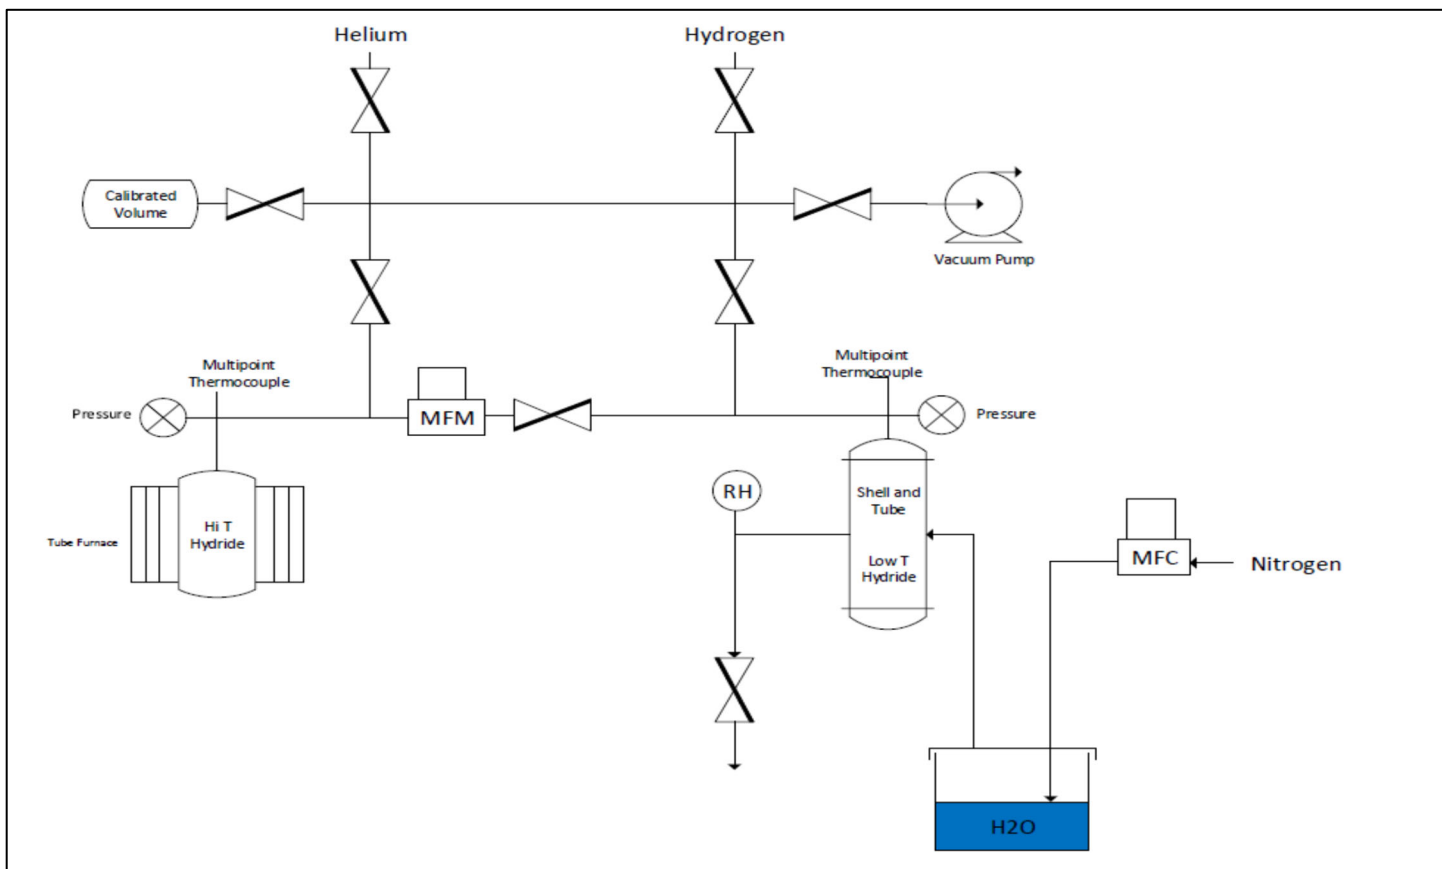 Helium
Hydrogen
Calibrated
Volume
Vacuum Pump
Multipoint
Thermocouple
Multipoint
Thermocouple
Pressure
MFM
Pressure
RH
Shell and
Tube
Low T
Hydride
Hi T
Hydride
Tube Furnace
MFC
Nitrogen
H2O